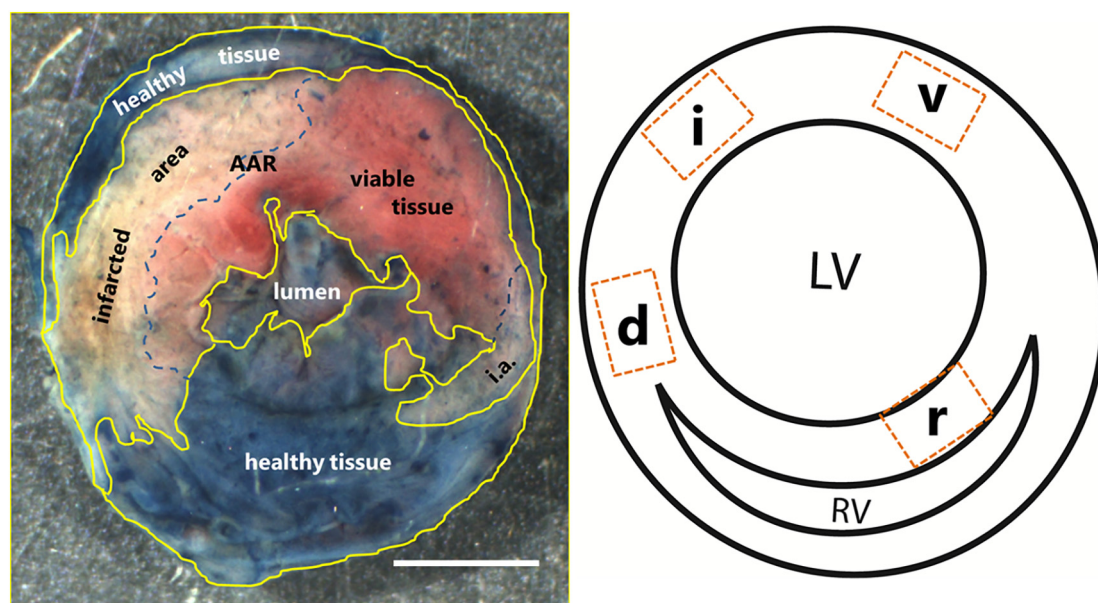 healthy tissue
area
AAR
viable
tissue
infarcted
lumen
i.a.
healthy tissue
i
v
LV
d
r
RV